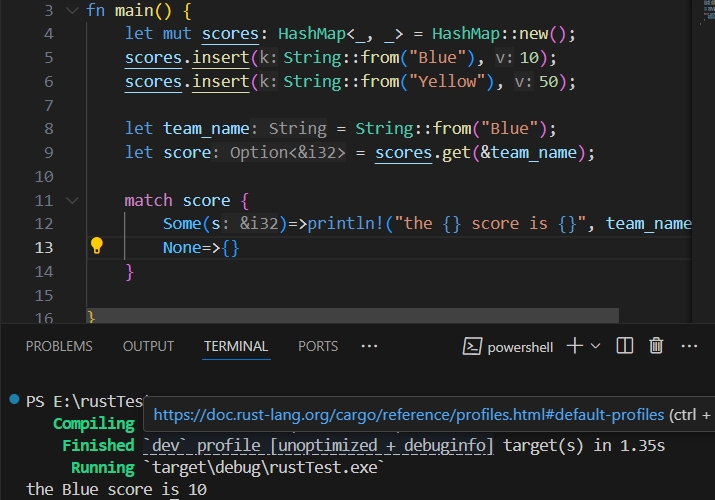 3 fn main() {
4 let mut scores: HashMap<_, _> = HashMap::new();
5 scores.insert(k: String::from("Blue"), v: 10);
6 scores.insert(k: String::from("Yellow"), v: 50);
7
8 let team_name: String = String::from("Blue");
9 let score: Option<&i32> = scores.get(&team_name);
10
11 match score {
12 Some(s: &i32)=>println!("the {} score is {}", team_name
13 None=>{}
14 }
15
16 }
PROBLEMS OUTPUT TERMINAL PORTS ··· powershell ···
PS E:\rustTes
https://doc.rust-lang.org/cargo/reference/profiles.html#default-profiles (ctrl +
Compiling
Finished `dev` profile [unoptimized + debuginfo] target(s) in 1.35s
Running `target\debug\rustTest.exe`
the Blue score is 10